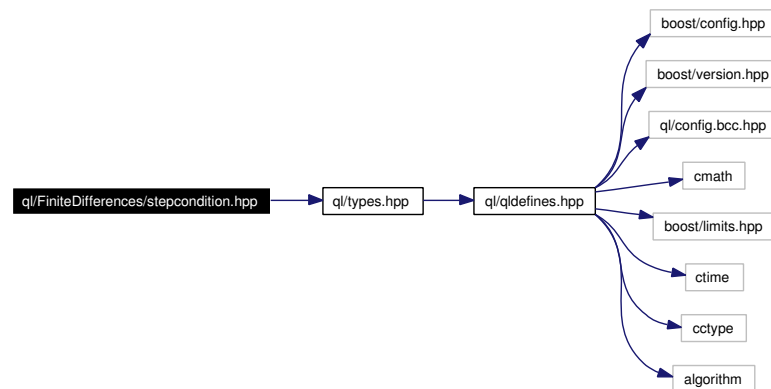 boost/config.hpp
boost/version.hpp
ql/config.bcc.hpp
cmath
ql/FiniteDifferences/stepcondition.hpp
ql/types.hpp
ql/qldefines.hpp
boost/limits.hpp
ctime
cctype
algorithm